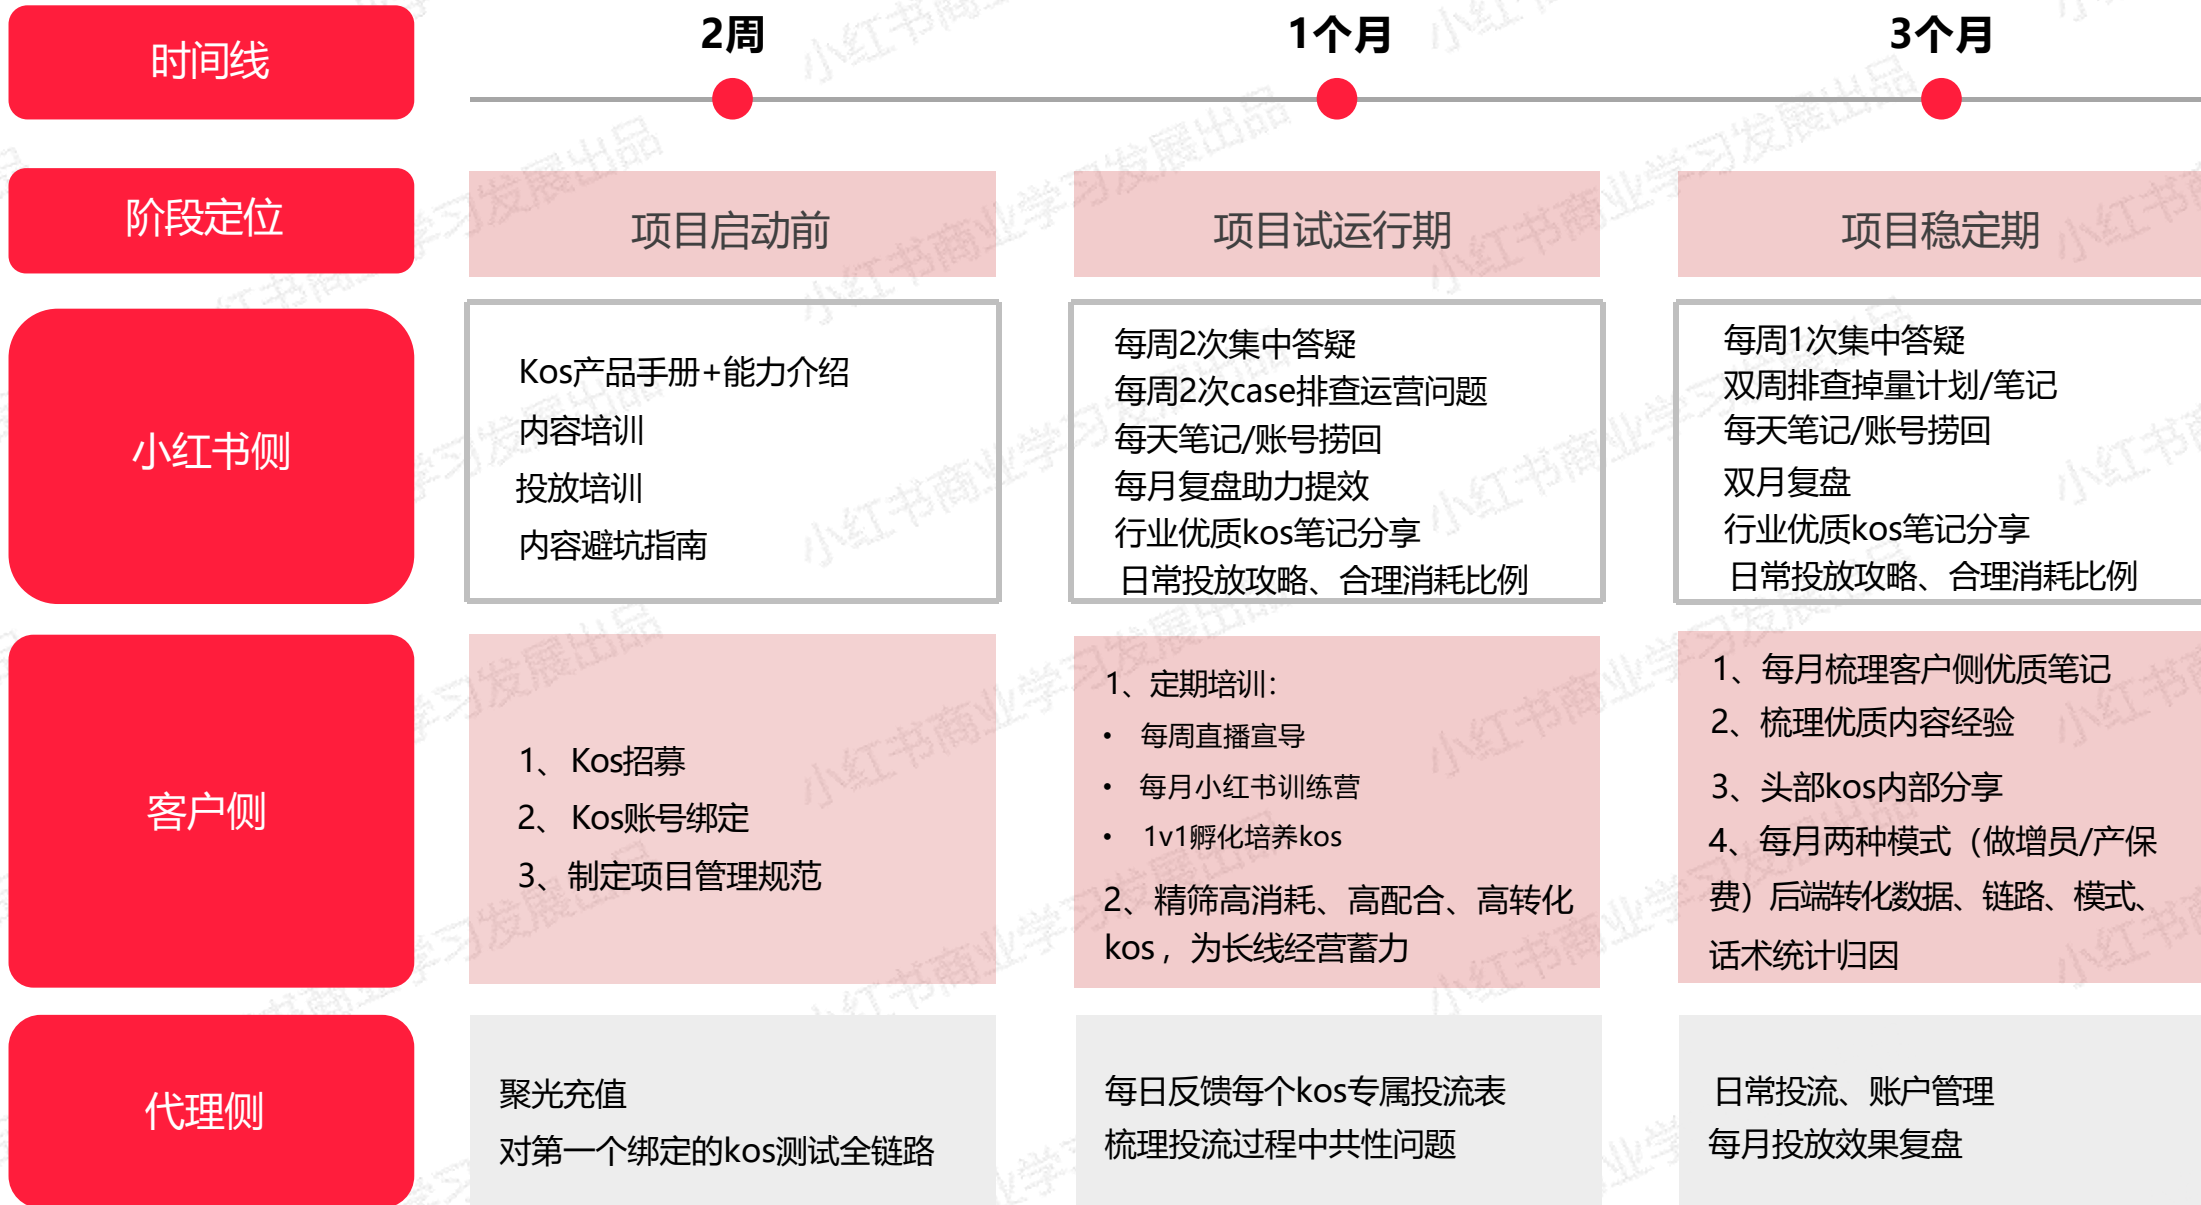 时间线
2周
1个月
3个月
阶段定位
项目启动前
项目试运行期
项目稳定期
小红书侧
Kos产品手册+能力介绍
内容培训
投放培训
内容避坑指南
每周2次集中答疑
每周2次case排查运营问题
每天笔记/账号捞回
每月复盘助力提效
行业优质kos笔记分享
日常投放攻略、合理消耗比例
每周1次集中答疑
双周排查掉量计划/笔记
每天笔记/账号捞回
双月复盘
行业优质kos笔记分享
日常投放攻略、合理消耗比例
客户侧
1、Kos招募
2、Kos账号绑定
3、制定项目管理规范
1、定期培训：
• 每周直播宣导
• 每月小红书训练营
• 1v1孵化培养kos
2、精筛高消耗、高配合、高转化
kos，为长线经营蓄力
1、每月梳理客户侧优质笔记
2、梳理优质内容经验
3、头部kos内部分享
4、每月两种模式（做增员/产保
费）后端转化数据、链路、模式、
话术统计归因
代理侧
聚光充值
对第一个绑定的kos测试全链路
每日反馈每个kos专属投流表
梳理投流过程中共性问题
日常投流、账户管理
每月投放效果复盘
小红书商业学习发展出品